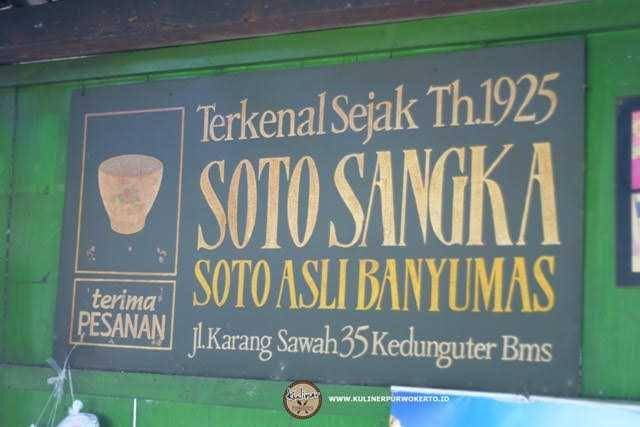 Terkenal Sejak Th.1925
SOTO SANGKA
SOTO ASLI BANYUMAS
terima
PESANAN
Jl.Karang Sawah 35 Kedunguter Bms
WWW.KULINERPURWOKERTO.ID